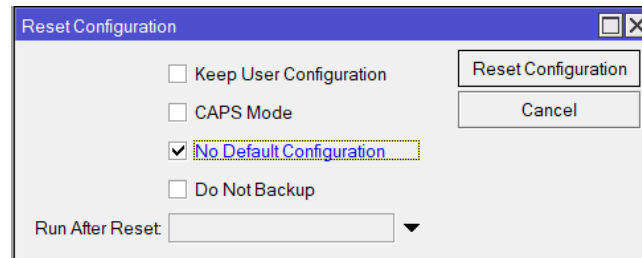 Reset Configuration
Keep User Configuration
Reset Configuration
CAPS Mode
Cancel
No Default Configuration
Do Not Backup
Run After Reset: